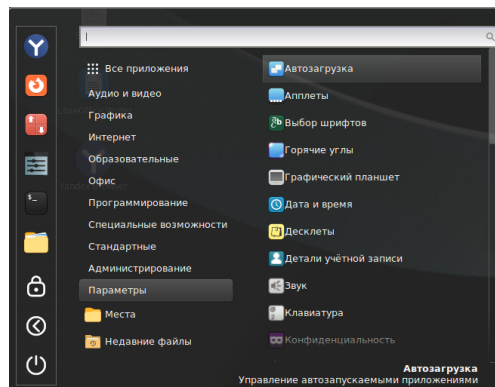 Все приложения
Аудио и видео
Графика
Интернет
Образовательные
Офис
Программирование
Специальные возможности
Стандартные
Администрирование
Параметры
Места
Недавние файлы
Автозагрузка
Апплеты
Выбор шрифтов
Горячие углы
Графический планшет
Дата и время
Десклеты
Детали учётной записи
Звук
Клавиатура
Конфиденциальность
Автозагрузка
Управление автозапускаемыми приложениями